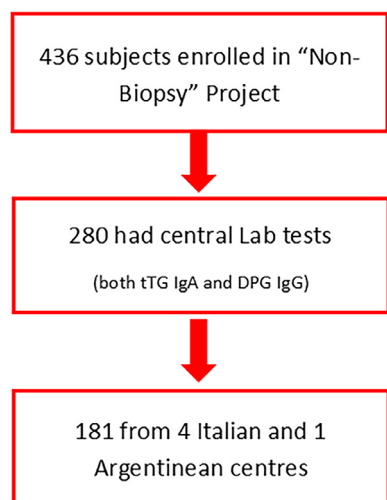 436 subjects enrolled in “Non-
Biopsy” Project
280 had central Lab tests
(both tTG IgA and DPG IgG)
181 from 4 Italian and 1
Argentinean centres